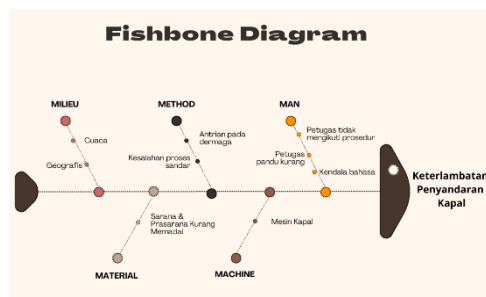 Fishbone Diagram
MILIEU
METHOD
MAN
Cuaca
Geografis
Antrian pada
dermaga
Kesalahan proses
sandar
Petugas tidak
mengikuti prosedur
Petugas
pandu kurang
Kendala bahasa
Keterlambatan
Penyandaran
Kapal
Sarana &
Prasarana Kurang
Memadai
Mesin Kapal
MATERIAL
MACHINE